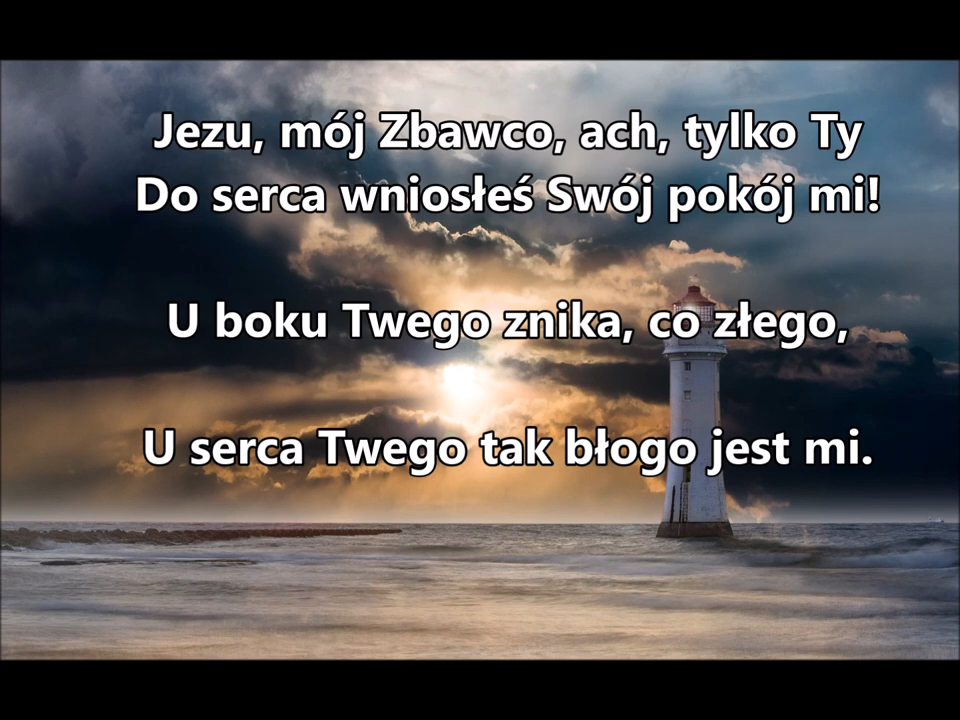 Jezu, mój Zbawco, ach, tylko Ty
Do serca wniosłeś Swój pokój mi!
U boku Twego znika, co złego,
U serca Twego tak błogo jest mi.